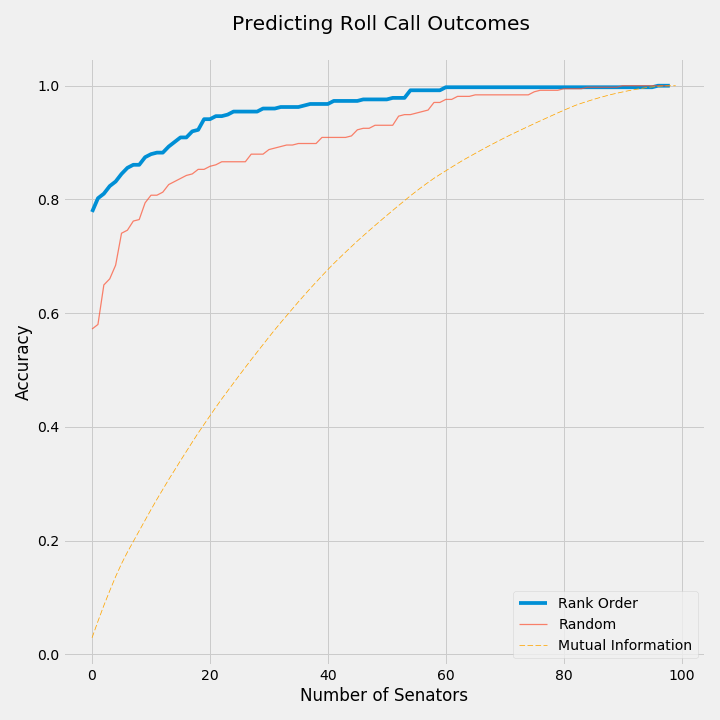 Predicting Roll Call Outcomes
1.0
0.8
0.6
0.4
0.2
0.0
Accuracy
0 20 40 60 80 100
Number of Senators
Rank Order
Random
Mutual Information